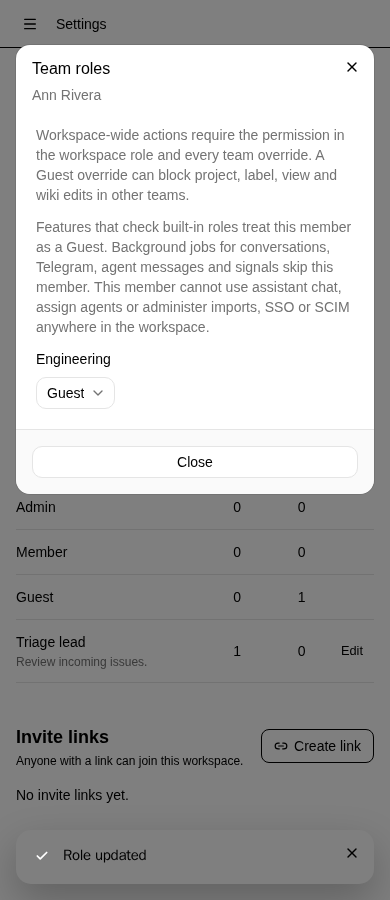 Settings
Team roles
Ann Rivera
Workspace-wide actions require the permission in
the workspace role and every team override. A
Guest override can block project, label, view and
wiki edits in other teams.
Features that check built-in roles treat this member
as a Guest. Background jobs for conversations,
Telegram, agent messages and signals skip this
member. This member cannot use assistant chat,
assign agents or administer imports, SSO or SCIM
anywhere in the workspace.
Engineering
Guest
Close
Admin 0 0
Member 0 0
Guest 0 1
Triage lead 1 0 Edit
Review incoming issues.
Invite links
Create link
Anyone with a link can join this workspace.
No invite links yet.
Role updated